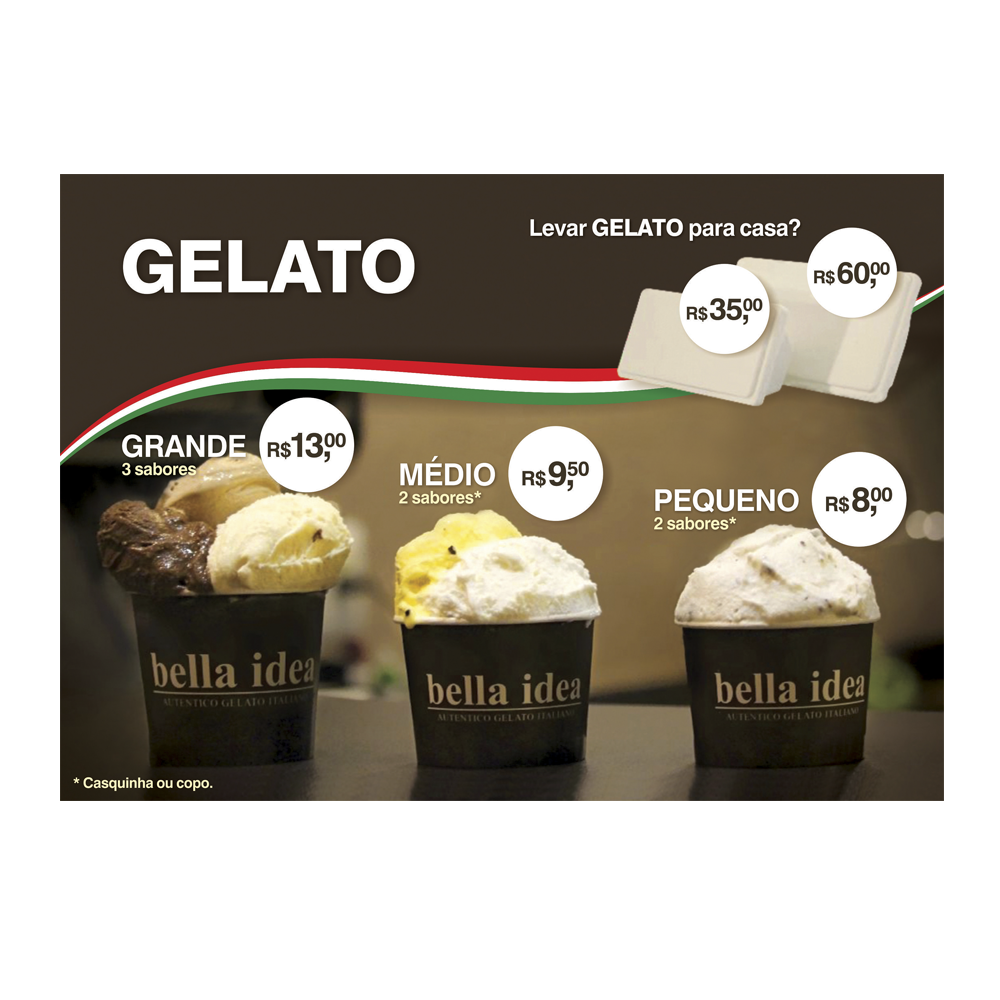 GELATO
Levar GELATO para casa?
R$35,00
R$60,00
GRANDE
3 sabores
R$13,00
MÉDIO
2 sabores*
R$9,50
PEQUENO
2 sabores*
R$8,00
bella idea
AUTENTICO GELATO ITALIANO
bella idea
AUTENTICO GELATO ITALIANO
bella idea
AUTENTICO GELATO ITALIANO
* Casquinha ou copo.